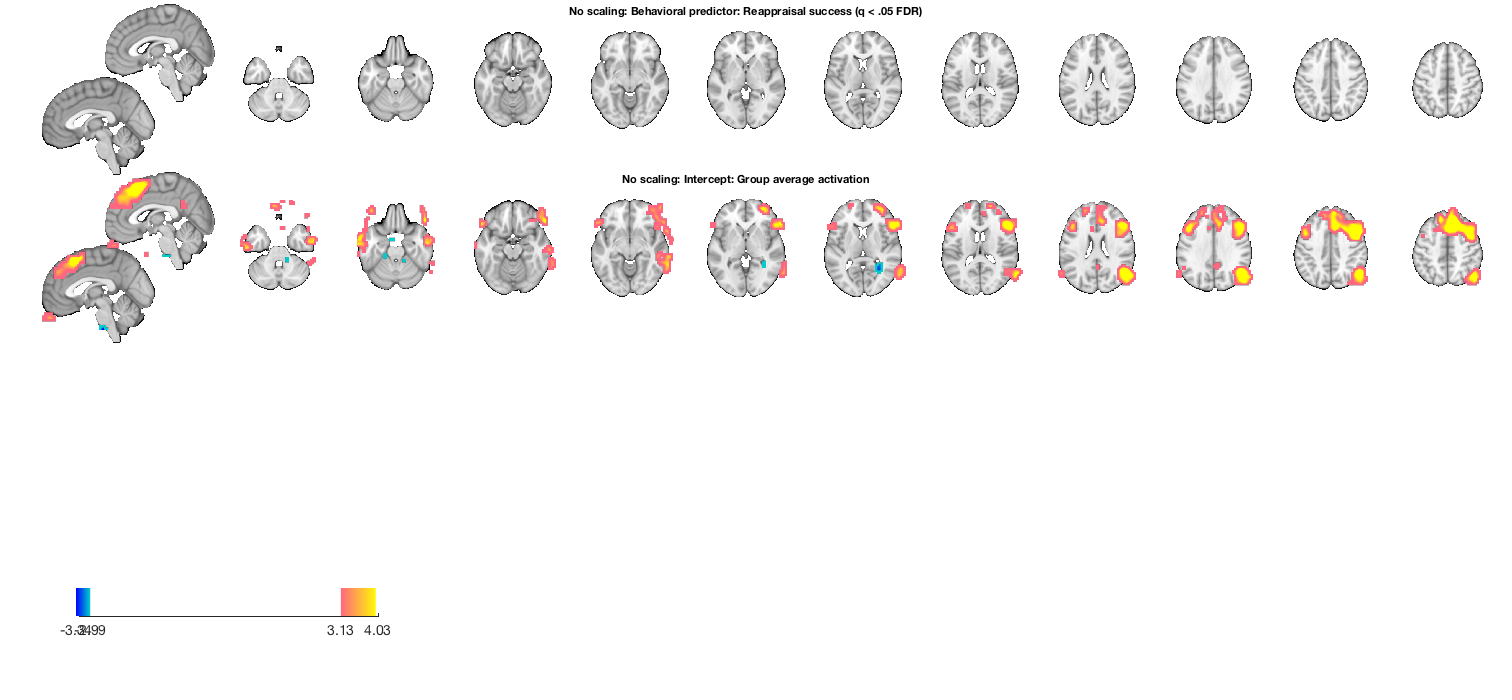 No scaling: Behavioral predictor: Reappraisal success (q < .05 FDR)
No scaling: Intercept: Group average activation
3.13 4.03